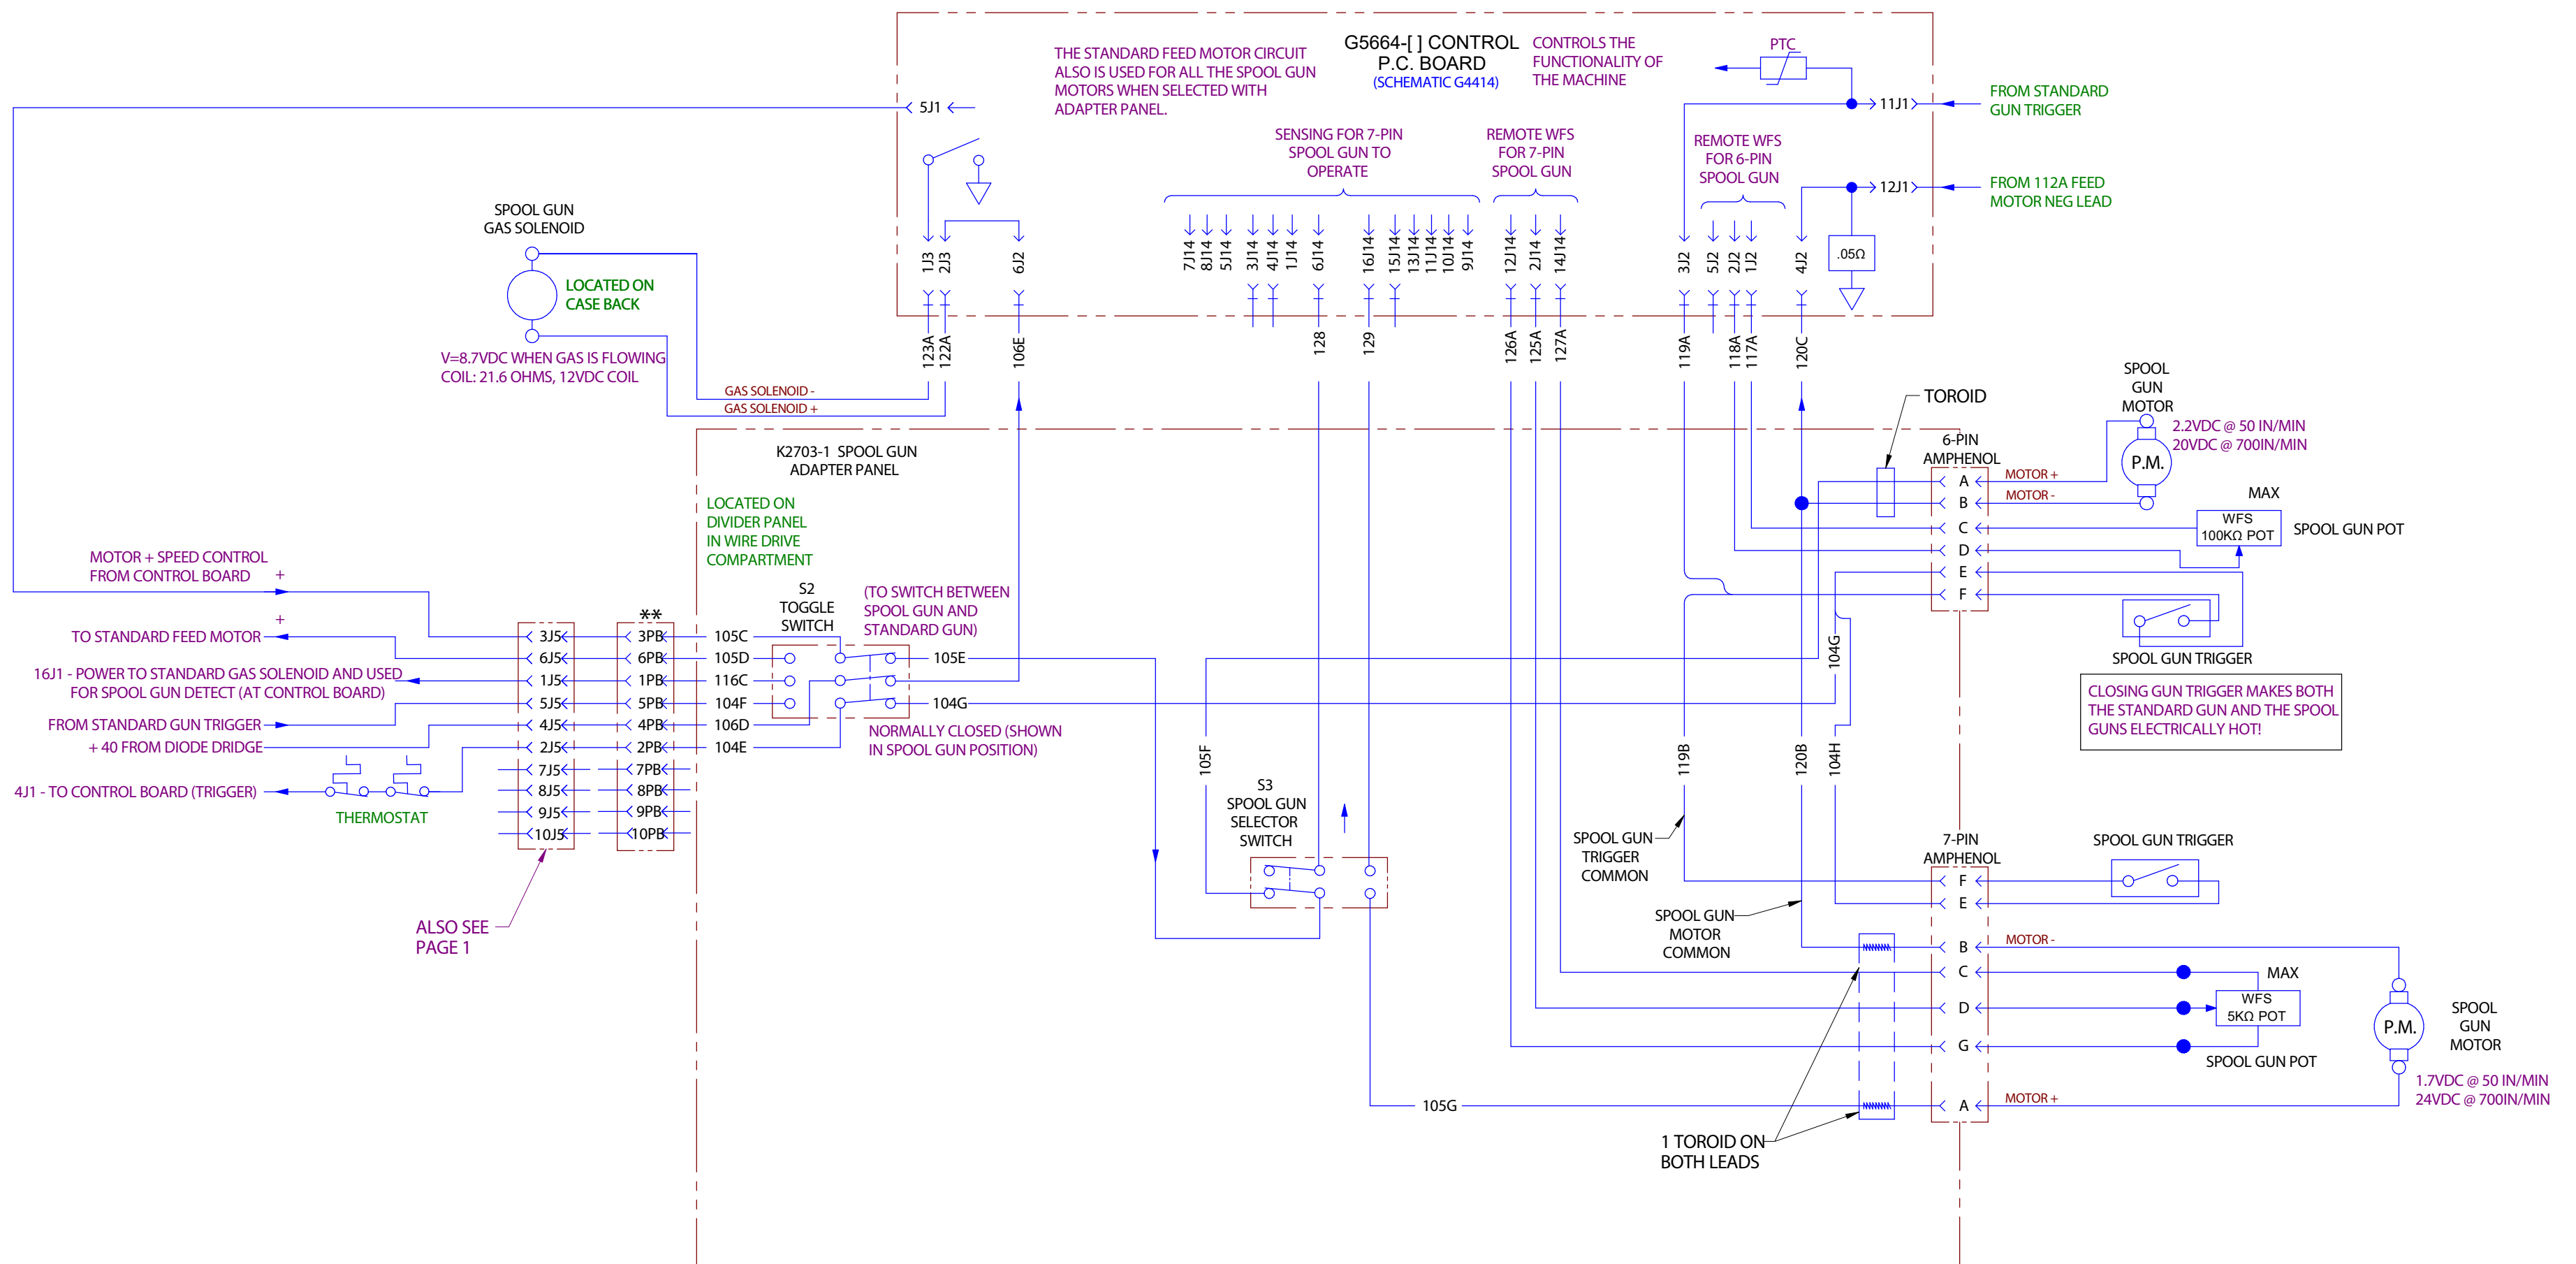 G5664-[ ] CONTROL
P.C. BOARD
(SCHEMATIC G4414)
CONTROLS THE
FUNCTIONALITY OF
THE MACHINE
THE STANDARD FEED MOTOR CIRCUIT
ALSO IS USED FOR ALL THE SPOOL GUN
MOTORS WHEN SELECTED WITH
ADAPTER PANEL.
PTC
5J1
11J1
FROM STANDARD
GUN TRIGGER
SENSING FOR 7-PIN
SPOOL GUN TO
OPERATE
REMOTE WFS
FOR 7-PIN
SPOOL GUN
REMOTE WFS
FOR 6-PIN
SPOOL GUN
12J1
FROM 112A FEED
MOTOR NEG LEAD
.05Ω
1J3
2J3
6J2
7J14
8J14
5J14
3J14
4J14
1J14
6J14
16J14
15J14
13J14
11J14
10J14
9J14
12J14
2J14
14J14
3J2
5J2
2J2
1J2
4J2
SPOOL GUN
GAS SOLENOID
LOCATED ON
CASE BACK
V=8.7VDC WHEN GAS IS FLOWING
COIL: 21.6 OHMS, 12VDC COIL
GAS SOLENOID -
GAS SOLENOID +
123A
122A
106E
128
129
126A
125A
127A
119A
118A
117A
120C
TOROID
SPOOL
GUN
MOTOR
2.2VDC @ 50 IN/MIN
20VDC @ 700IN/MIN
P.M.
K2703-1 SPOOL GUN
ADAPTER PANEL
LOCATED ON
DIVIDER PANEL
IN WIRE DRIVE
COMPARTMENT
6-PIN
AMPHENOL
A
B
C
D
E
F
MOTOR +
MOTOR -
MAX
WFS
100KΩ POT
SPOOL GUN POT
SPOOL GUN TRIGGER
CLOSING GUN TRIGGER MAKES BOTH
THE STANDARD GUN AND THE SPOOL
GUNS ELECTRICALLY HOT!
MOTOR + SPEED CONTROL
FROM CONTROL BOARD
+
+
TO STANDARD FEED MOTOR
16J1 - POWER TO STANDARD GAS SOLENOID AND USED
FOR SPOOL GUN DETECT (AT CONTROL BOARD)
FROM STANDARD GUN TRIGGER
+ 40 FROM DIODE DRIDGE
4J1 - TO CONTROL BOARD (TRIGGER)
THERMOSTAT
**
3J5
6J5
1J5
5J5
4J5
2J5
7J5
8J5
9J5
10J5
3PB
6PB
1PB
5PB
4PB
2PB
7PB
8PB
9PB
10PB
105C
105D
116C
104F
106D
104E
ALSO SEE
PAGE 1
S2
TOGGLE
SWITCH
(TO SWITCH BETWEEN
SPOOL GUN AND
STANDARD GUN)
105E
104G
NORMALLY CLOSED (SHOWN
IN SPOOL GUN POSITION)
104G
105F
119B
120B
104H
S3
SPOOL GUN
SELECTOR
SWITCH
SPOOL GUN
TRIGGER
COMMON
SPOOL GUN
MOTOR
COMMON
7-PIN
AMPHENOL
F
E
B
C
D
G
A
SPOOL GUN TRIGGER
MOTOR -
MAX
WFS
5KΩ POT
SPOOL GUN POT
MOTOR +
P.M.
SPOOL
GUN
MOTOR
1.7VDC @ 50 IN/MIN
24VDC @ 700IN/MIN
105G
1 TOROID ON
BOTH LEADS